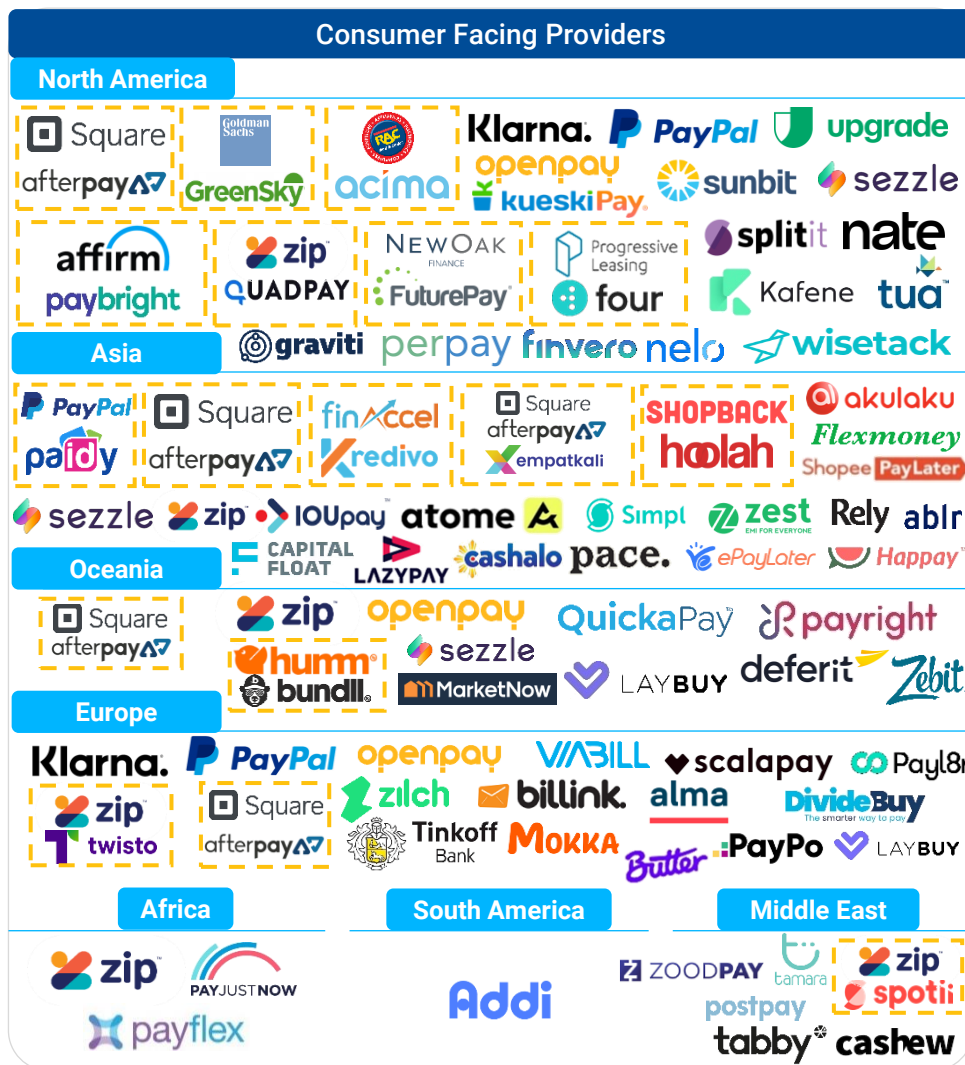 Consumer Facing Providers
North America
Square
afterpay
Goldman
Sachs
GreenSky
RAC
acima
Klarna.
PayPal
upgrade
openpay
kueskiPay
sunbit
sezzle
affirm
paybright
zip
QUADPAY
NEWOAK
FINANCE
FuturePay
Progressive
Leasing
four
splitit
nate
Kafene
tua
graviti
perpay
finvero
nelo
wisetack
Asia
PayPal
paidy
Square
afterpay
finAccel
Kredivo
Square
afterpay
empatkali
SHOPBACK
hoolah
akulaku
Flexmoney
Shopee PayLater
sezzle
zip
IOUpay
atome
Simpl
zest
EMI FOR EVERYONE
Rely
ablr
CAPITAL
FLOAT
LAZYPAY
cashalo
pace.
ePayLater
Happay
Oceania
Square
afterpay
zip
openpay
QuickaPay
payright
humm
bundll
sezzle
MarketNow
LAYBUY
deferit
Zebit
Europe
Klarna.
PayPal
openpay
VIABILL
scalapay
Payl8r
zip
twisto
Square
afterpay
zilch
billink.
alma
DivideBuy
The smarter way to pay
Tinkoff
Bank
MOKKA
Butter
PayPo
LAYBUY
Africa
zip
PAYJUSTNOW
payflex
South America
Addi
Middle East
ZOODPAY
tamara
zip
spotii
postpay
tabby
cashew